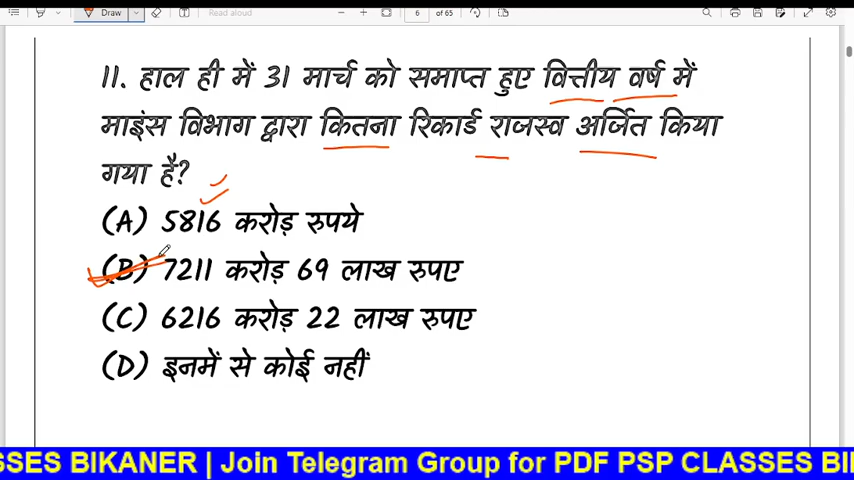 Draw
Read aloud
6 of 65
11. हाल ही में 31 मार्च को समाप्त हुए वित्तीय वर्ष में
माइंस विभाग द्वारा कितना रिकार्ड राजस्व अर्जित किया
गया है?
(A) 5816 करोड़ रुपये
(B) 7211 करोड़ 69 लाख रुपए
(C) 6216 करोड़ 22 लाख रुपए
(D) इनमें से कोई नहीं
SSES BIKANER | Join Telegram Group for PDF PSP CLASSES BI